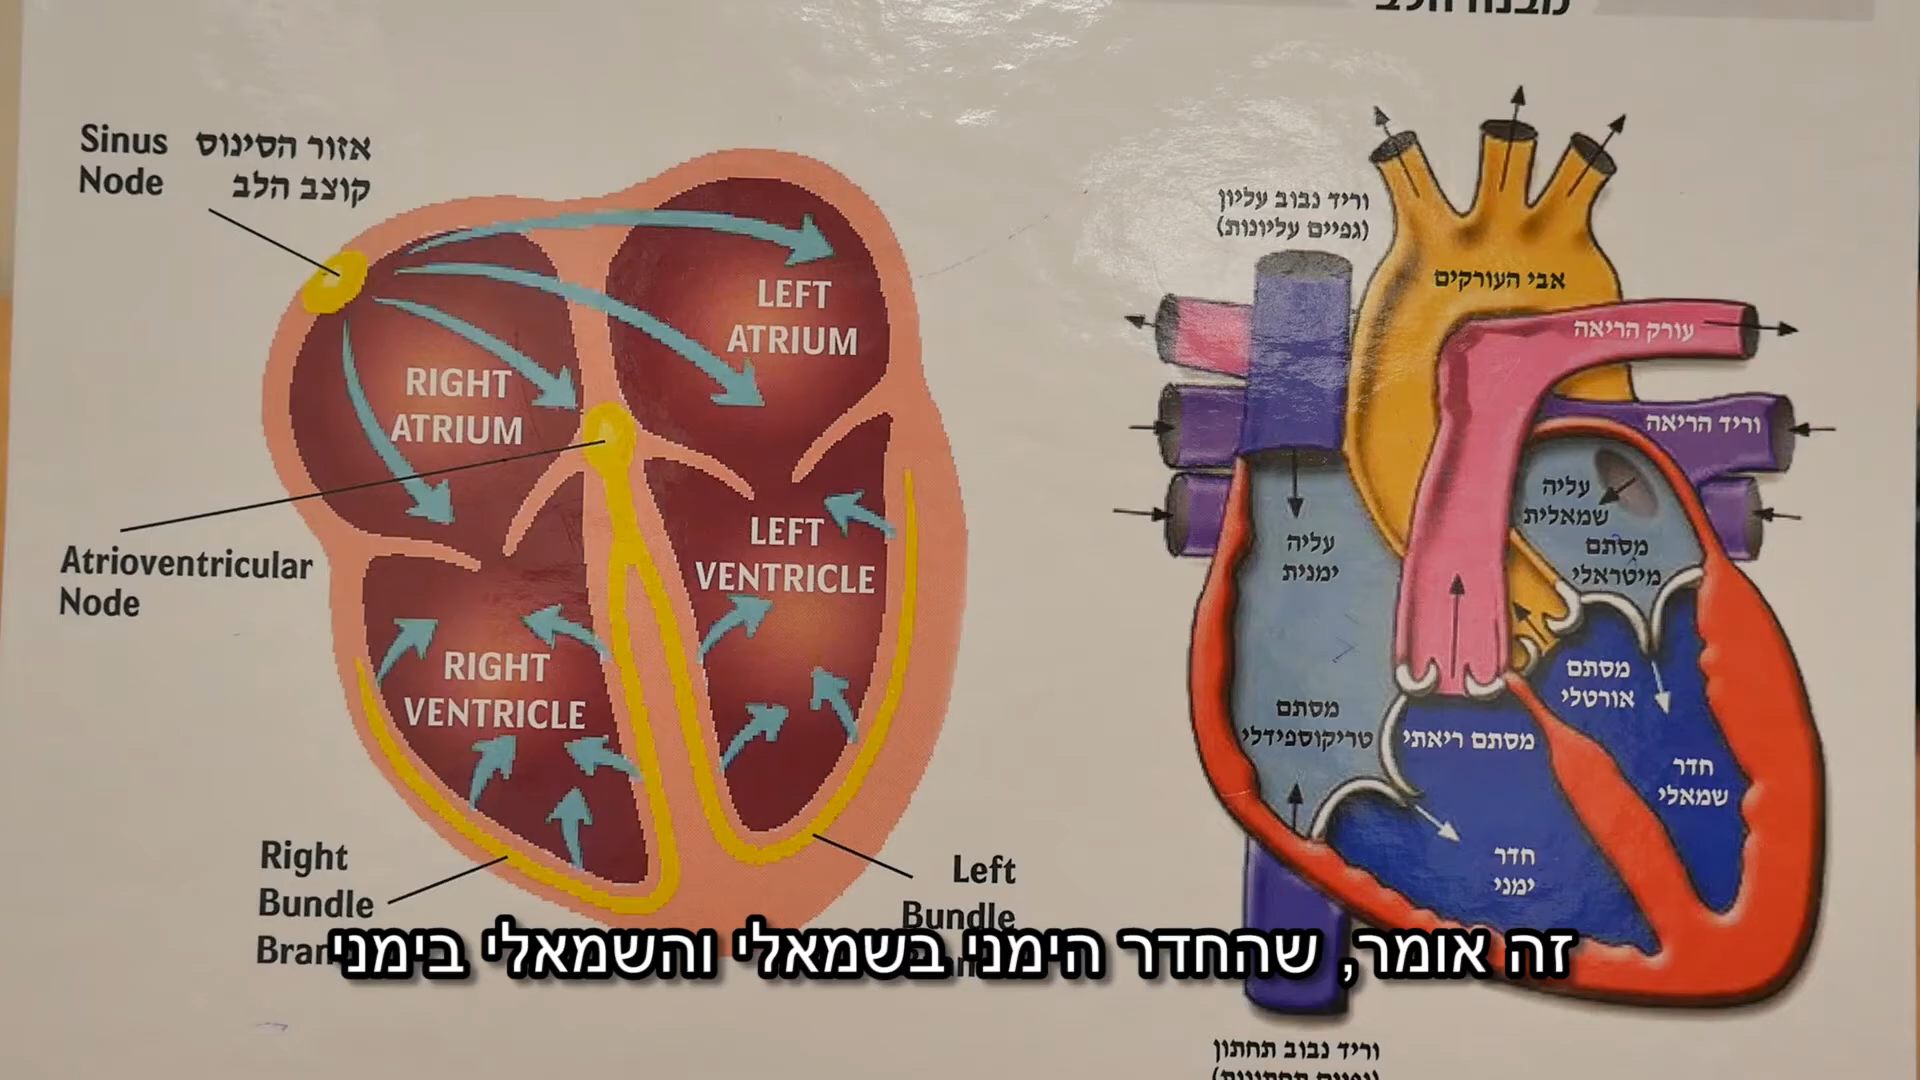 מבנה הלב
Sinus
Node
אזור הסינוס
קוצב הלב
LEFT
ATRIUM
RIGHT
ATRIUM
Atrioventricular
Node
LEFT
VENTRICLE
RIGHT
VENTRICLE
Right
Bundle
Left
Bundle
וריד נבוב עליון
(גפיים עליונות)
אבי העורקים
עורק הריאה
וריד הריאה
עליה
שמאלית
מסתם
מיטראלי
עליה
ימנית
מסתם
טריקוספידלי
מסתם ריאתי
מסתם
אורטלי
חדר
שמאלי
חדר
ימני
וריד נבוב תחתון
זה אומר, שהחדר הימני בשמאלי והשמאלי בימני